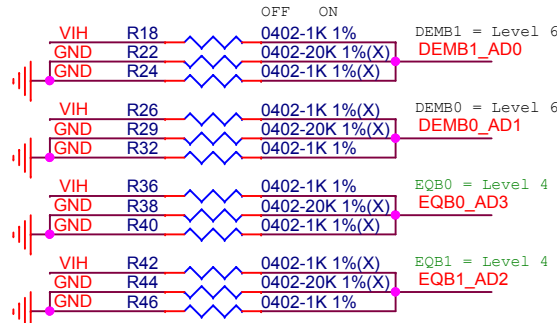 OFF ON
VIH R18 0402-1K 1% DEMB1 = Level 6
GND R22 0402-20K 1%(X) DEMB1_AD0
GND R24 0402-1K 1%(X)
VIH R26 0402-1K 1%(X) DEMB0 = Level 6
GND R29 0402-20K 1%(X) DEMB0_AD1
GND R32 0402-1K 1%
VIH R36 0402-1K 1% EQB0 = Level 4
GND R38 0402-20K 1%(X) EQB0_AD3
GND R40 0402-1K 1%(X)
VIH R42 0402-1K 1%(X) EQB1 = Level 4
GND R44 0402-20K 1%(X) EQB1_AD2
GND R46 0402-1K 1%